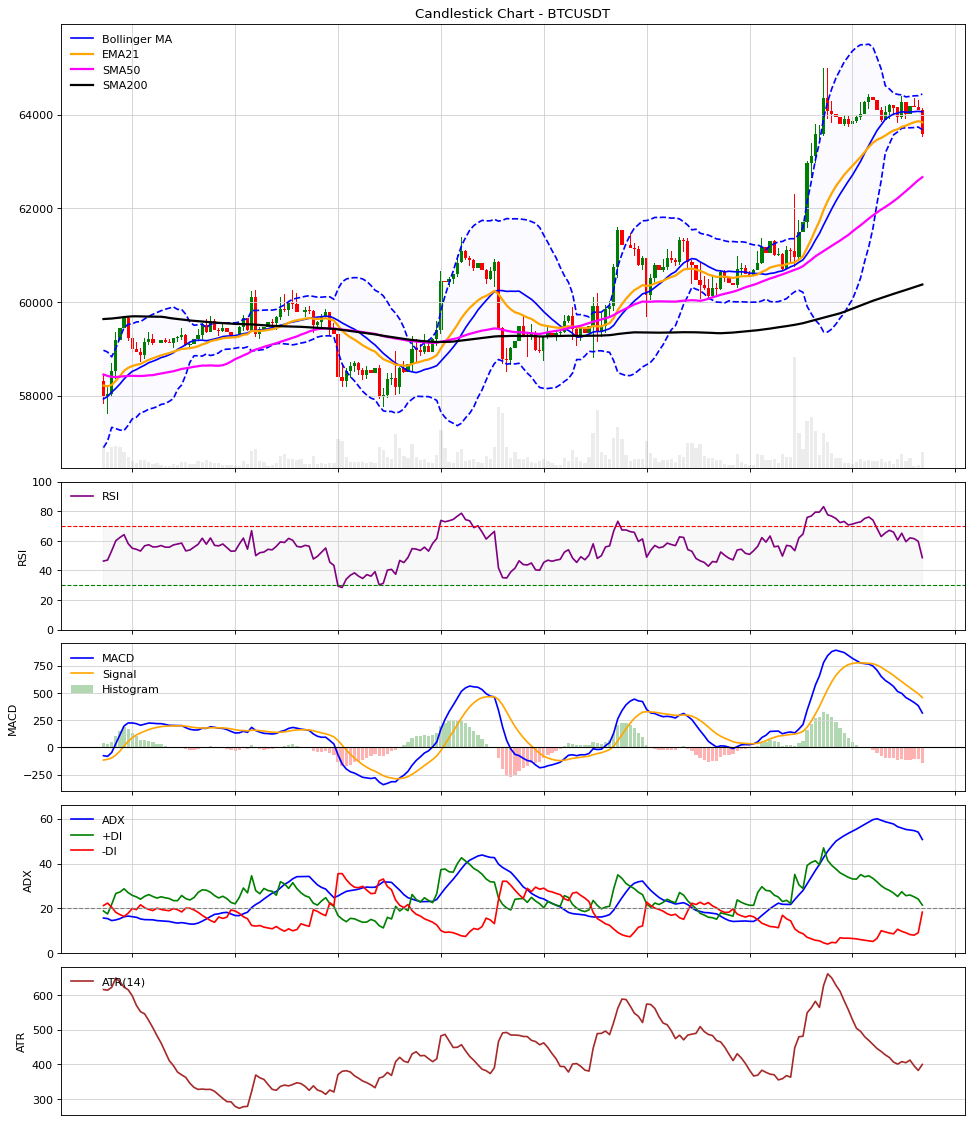 Candlestick Chart - BTCUSDT
Bollinger MA
EMA21
SMA50
SMA200
64000
62000
60000
58000
100
RSI
80
60
40
20
0
RSI
MACD
Signal
Histogram
750
500
250
0
−250
MACD
ADX
+DI
-DI
60
40
20
0
ADX
ATR(14)
600
500
400
300
ATR